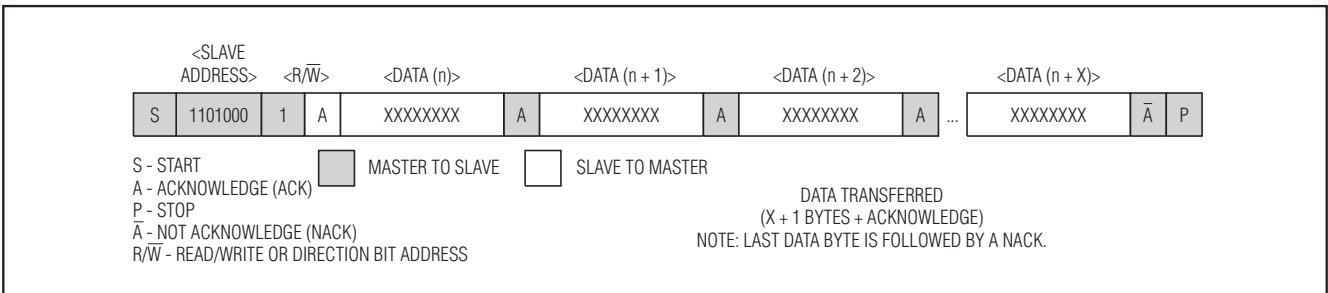 <SLAVE
ADDRESS> <R/W̅> <DATA (n)> <DATA (n + 1)> <DATA (n + 2)> <DATA (n + X)>
S 1101000 1 A XXXXXXXX A XXXXXXXX A XXXXXXXX A ... XXXXXXXX A̅ P
S - START
A - ACKNOWLEDGE (ACK)
P - STOP
A̅ - NOT ACKNOWLEDGE (NACK)
R/W̅ - READ/WRITE OR DIRECTION BIT ADDRESS
MASTER TO SLAVE
SLAVE TO MASTER
DATA TRANSFERRED
(X + 1 BYTES + ACKNOWLEDGE)
NOTE: LAST DATA BYTE IS FOLLOWED BY A NACK.